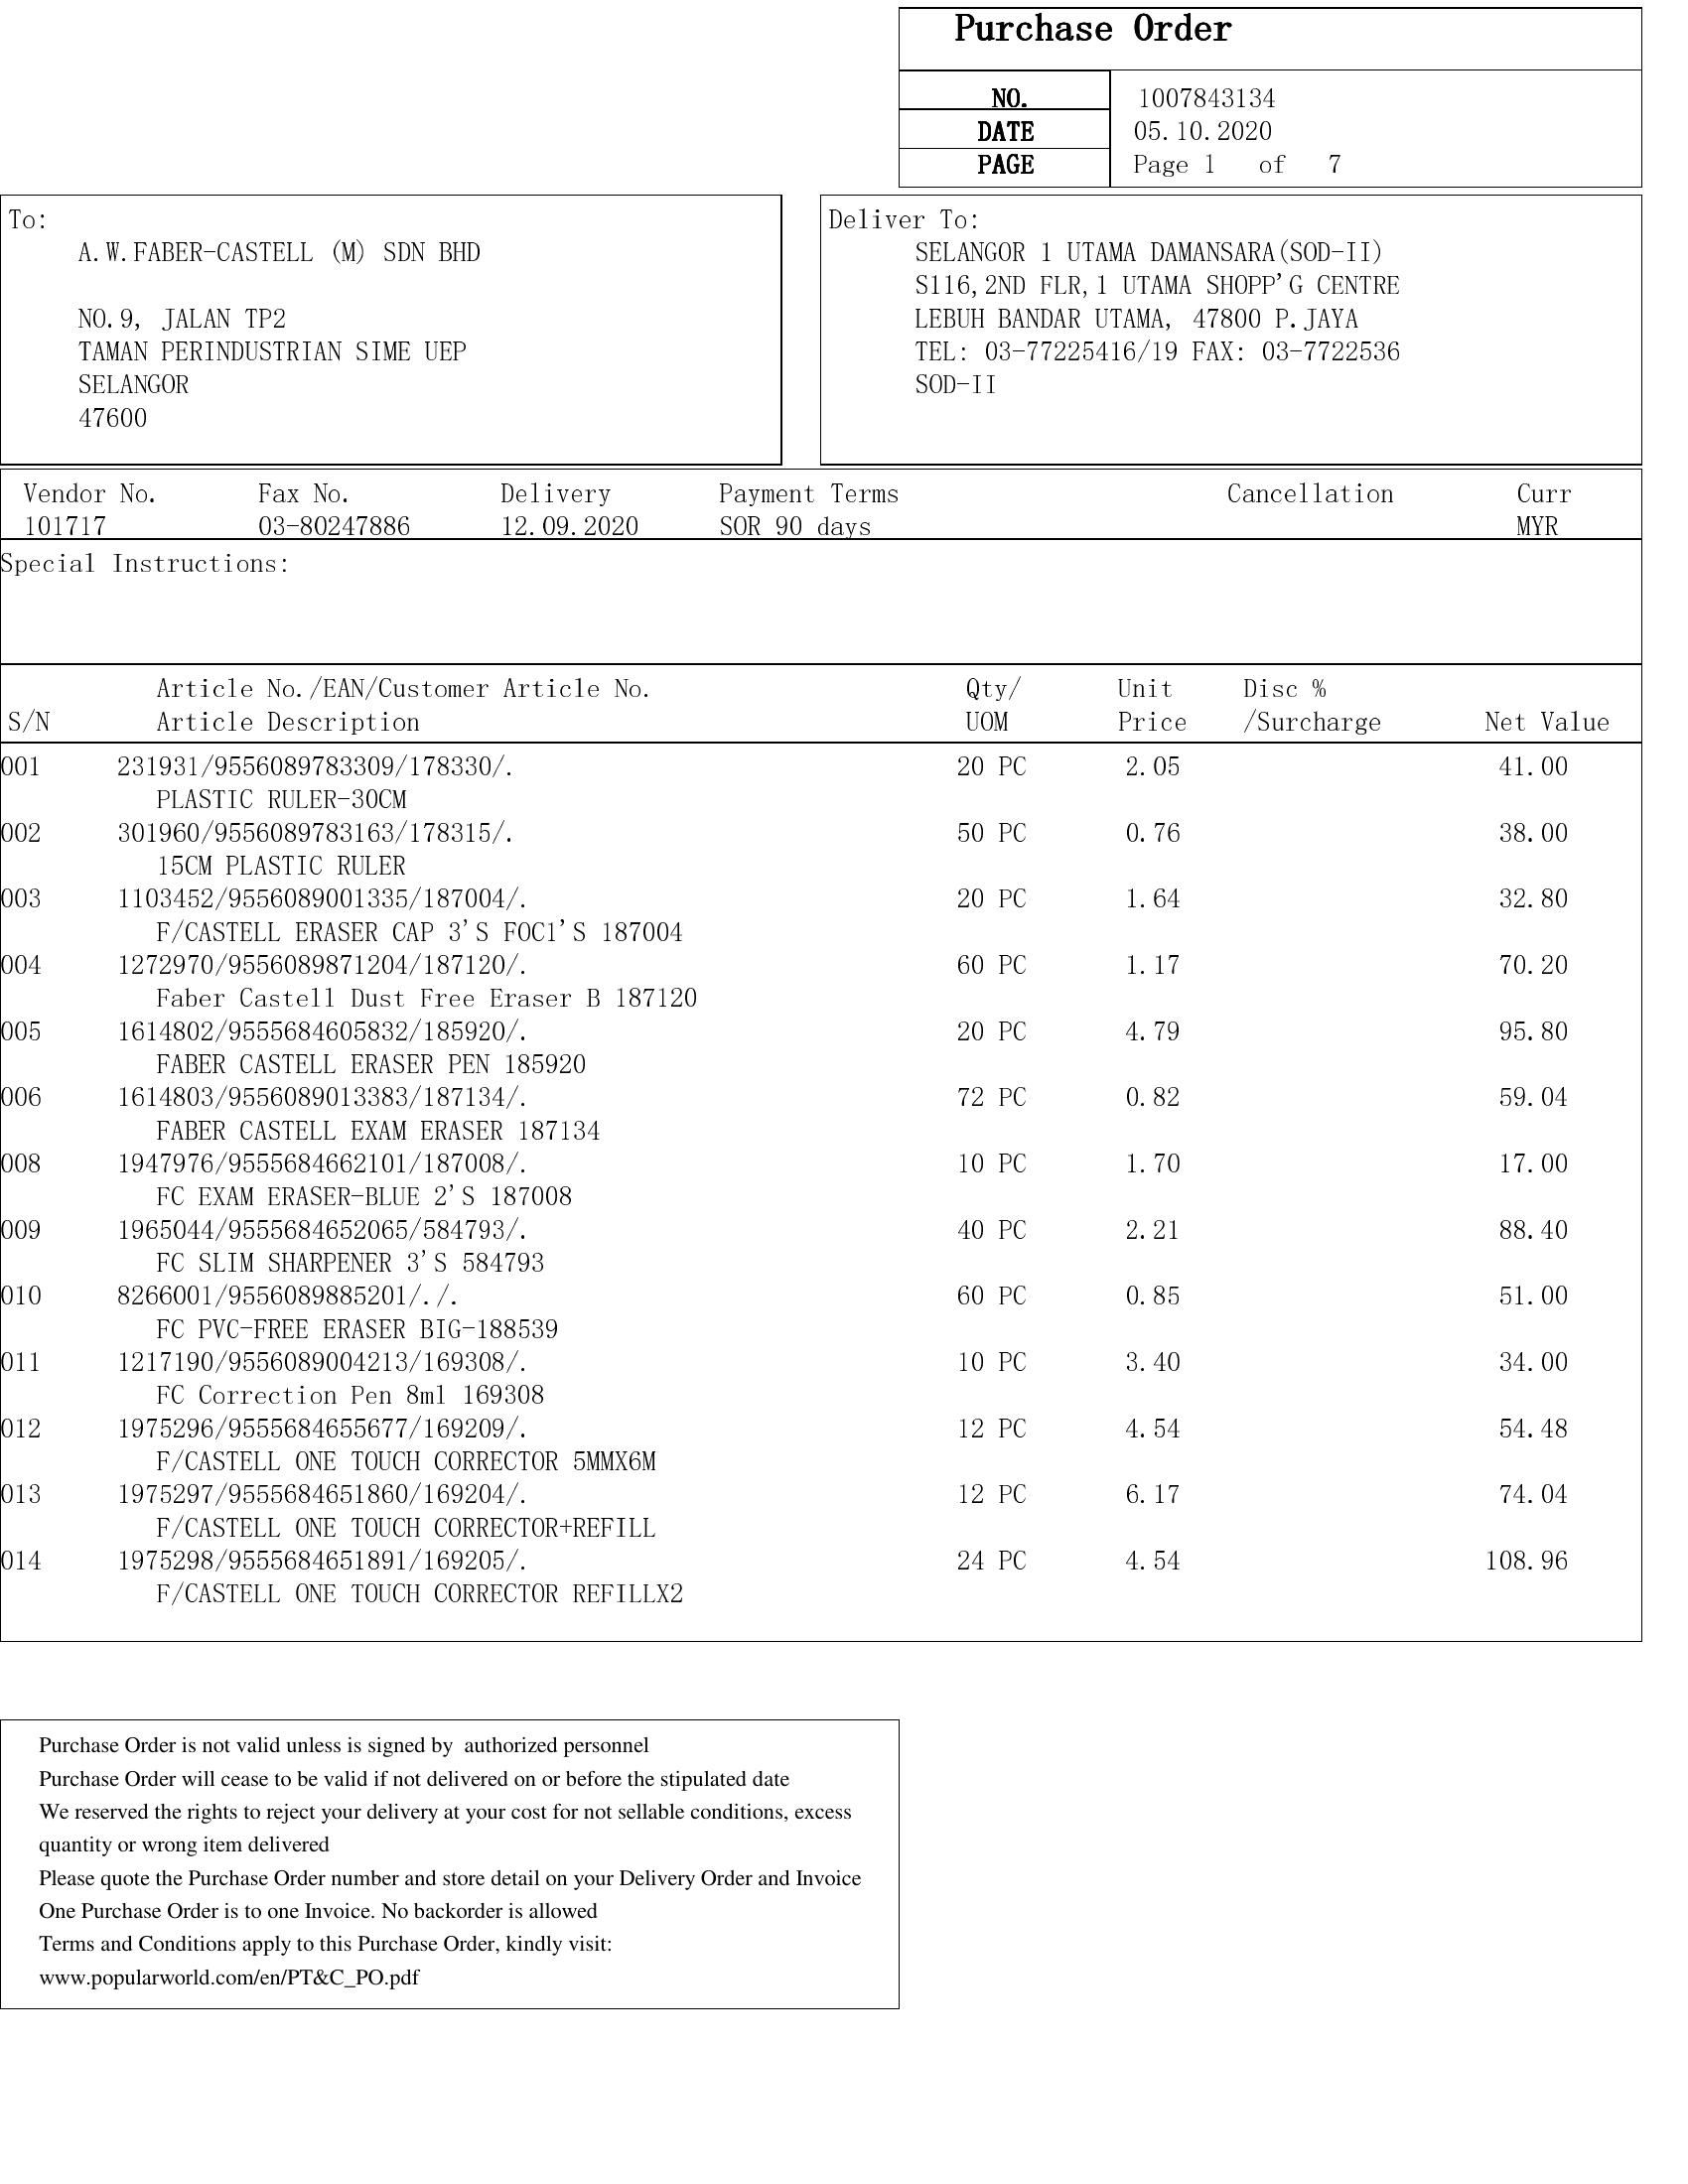 Purchase Order
NO. 1007843134
DATE 05.10.2020
PAGE Page 1 of 7
To:
A.W.FABER-CASTELL (M) SDN BHD
NO.9, JALAN TP2
TAMAN PERINDUSTRIAN SIME UEP
SELANGOR
47600
Deliver To:
SELANGOR 1 UTAMA DAMANSARA(SOD-II)
S116,2ND FLR,1 UTAMA SHOPP'G CENTRE
LEBUH BANDAR UTAMA, 47800 P.JAYA
TEL: 03-77225416/19 FAX: 03-7722536
SOD-II
Vendor No. Fax No. Delivery Payment Terms Cancellation Curr
101717 03-80247886 12.09.2020 SOR 90 days MYR
Special Instructions:
Article No./EAN/Customer Article No. Qty/ Unit Disc %
S/N Article Description UOM Price /Surcharge Net Value
001 231931/9556089783309/178330/. 20 PC 2.05 41.00
PLASTIC RULER-30CM
002 301960/9556089783163/178315/. 50 PC 0.76 38.00
15CM PLASTIC RULER
003 1103452/9556089001335/187004/. 20 PC 1.64 32.80
F/CASTELL ERASER CAP 3'S FOC1'S 187004
004 1272970/9556089871204/187120/. 60 PC 1.17 70.20
Faber Castell Dust Free Eraser B 187120
005 1614802/9555684605832/185920/. 20 PC 4.79 95.80
FABER CASTELL ERASER PEN 185920
006 1614803/9556089013383/187134/. 72 PC 0.82 59.04
FABER CASTELL EXAM ERASER 187134
008 1947976/9555684662101/187008/. 10 PC 1.70 17.00
FC EXAM ERASER-BLUE 2'S 187008
009 1965044/9555684652065/584793/. 40 PC 2.21 88.40
FC SLIM SHARPENER 3'S 584793
010 8266001/9556089885201/./. 60 PC 0.85 51.00
FC PVC-FREE ERASER BIG-188539
011 1217190/9556089004213/169308/. 10 PC 3.40 34.00
FC Correction Pen 8ml 169308
012 1975296/9555684655677/169209/. 12 PC 4.54 54.48
F/CASTELL ONE TOUCH CORRECTOR 5MMX6M
013 1975297/9555684651860/169204/. 12 PC 6.17 74.04
F/CASTELL ONE TOUCH CORRECTOR+REFILL
014 1975298/9555684651891/169205/. 24 PC 4.54 108.96
F/CASTELL ONE TOUCH CORRECTOR REFILLX2
Purchase Order is not valid unless is signed by authorized personnel
Purchase Order will cease to be valid if not delivered on or before the stipulated date
We reserved the rights to reject your delivery at your cost for not sellable conditions, excess
quantity or wrong item delivered
Please quote the Purchase Order number and store detail on your Delivery Order and Invoice
One Purchase Order is to one Invoice. No backorder is allowed
Terms and Conditions apply to this Purchase Order, kindly visit:
www.popularworld.com/en/PT&C_PO.pdf